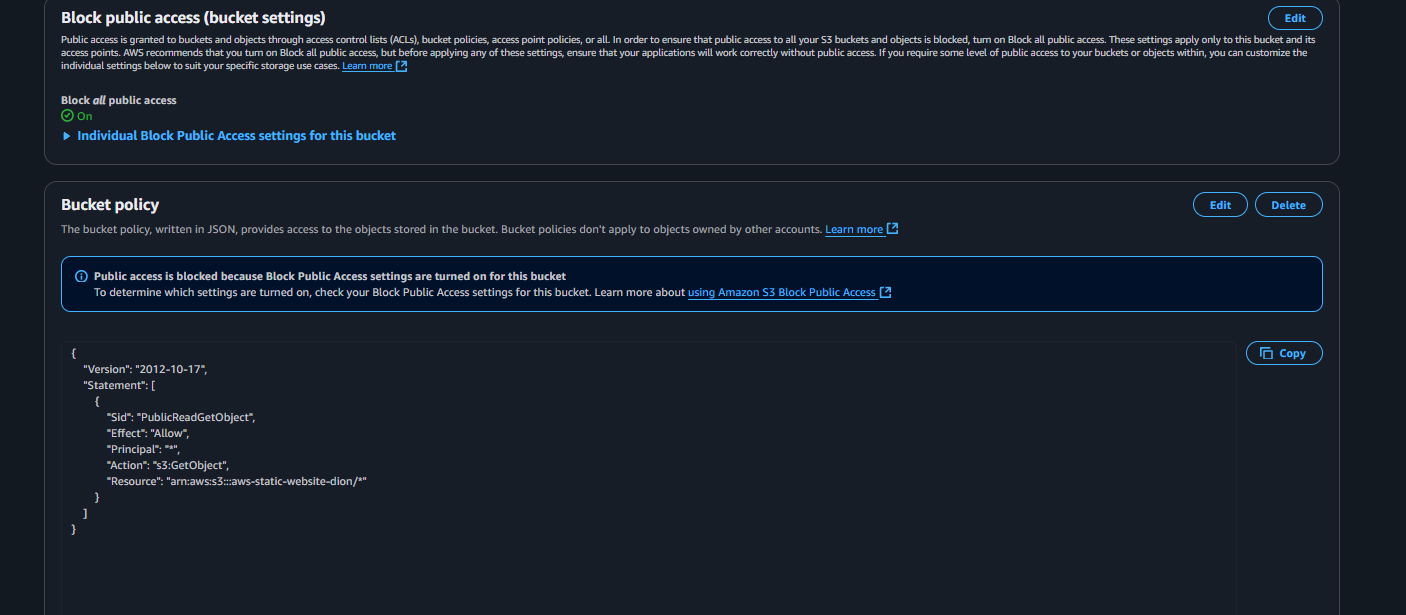 Block public access (bucket settings)
Edit
Public access is granted to buckets and objects through access control lists (ACLs), bucket policies, access point policies, or all. In order to ensure that public access to all your S3 buckets and objects is blocked, turn on Block all public access. These settings apply only to this bucket and its
access points. AWS recommends that you turn on Block all public access, but before applying any of these settings, ensure that your applications will work correctly without public access. If you require some level of public access to your buckets or objects within, you can customize the
individual settings below to suit your specific storage use cases. Learn more
Block all public access
On
Individual Block Public Access settings for this bucket
Bucket policy
Edit
Delete
The bucket policy, written in JSON, provides access to the objects stored in the bucket. Bucket policies don't apply to objects owned by other accounts. Learn more
Public access is blocked because Block Public Access settings are turned on for this bucket
To determine which settings are turned on, check your Block Public Access settings for this bucket. Learn more about using Amazon S3 Block Public Access
Copy
{
"Version": "2012-10-17",
"Statement": [
{
"Sid": "PublicReadGetObject",
"Effect": "Allow",
"Principal": "*",
"Action": "s3:GetObject",
"Resource": "arn:aws:s3:::aws-static-website-dion/*"
}
]
}